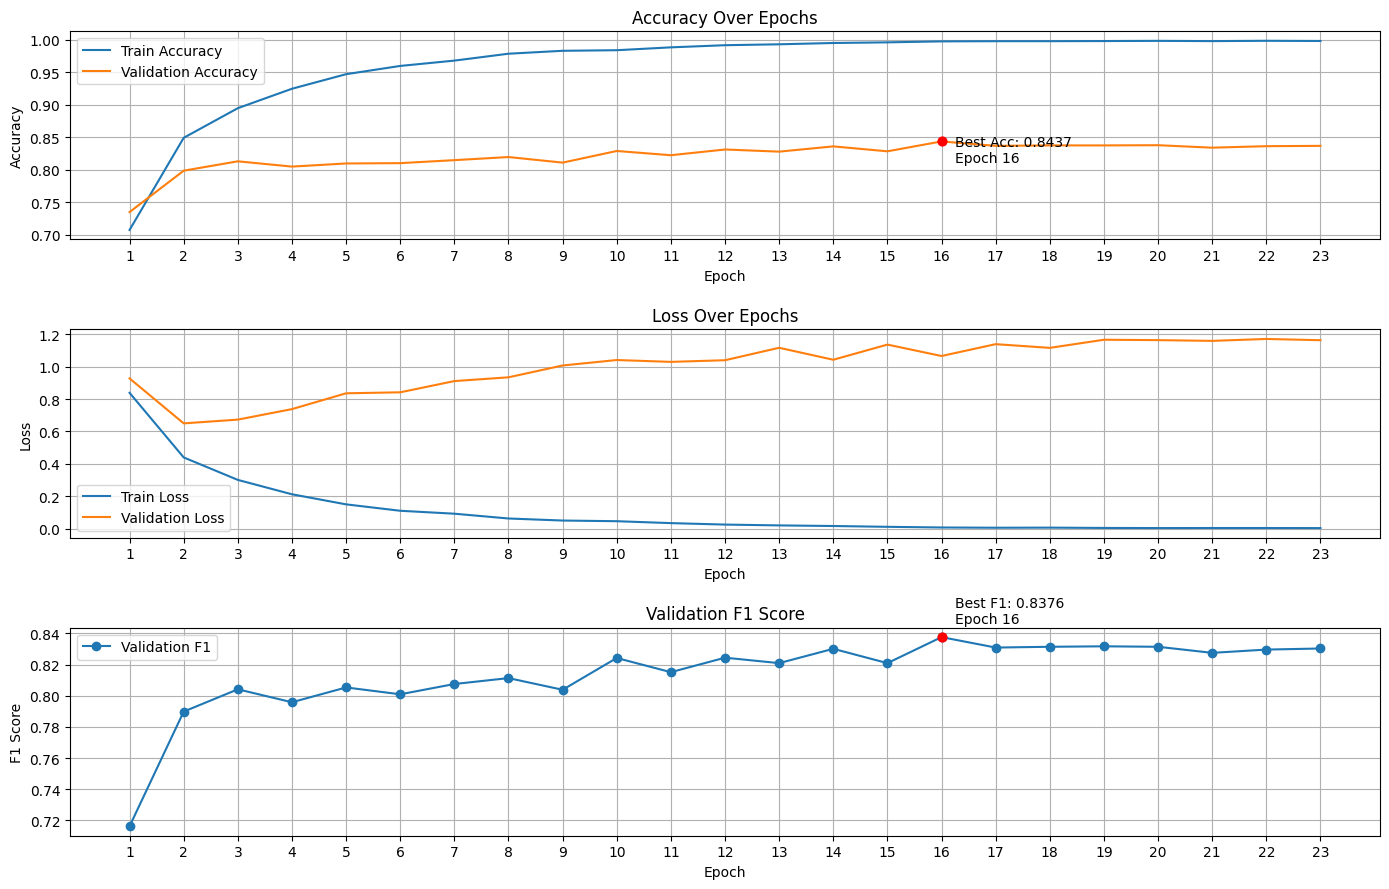 Accuracy Over Epochs
1.00
0.95
0.90
0.85
0.80
0.75
0.70
Accuracy
Train Accuracy
Validation Accuracy
Best Acc: 0.8437
Epoch 16
1 2 3 4 5 6 7 8 9 10 11 12 13 14 15 16 17 18 19 20 21 22 23
Epoch
Loss Over Epochs
1.2
1.0
0.8
0.6
0.4
0.2
0.0
Loss
Train Loss
Validation Loss
1 2 3 4 5 6 7 8 9 10 11 12 13 14 15 16 17 18 19 20 21 22 23
Epoch
Validation F1 Score
Best F1: 0.8376
Epoch 16
0.84
0.82
0.80
0.78
0.76
0.74
0.72
F1 Score
Validation F1
1 2 3 4 5 6 7 8 9 10 11 12 13 14 15 16 17 18 19 20 21 22 23
Epoch